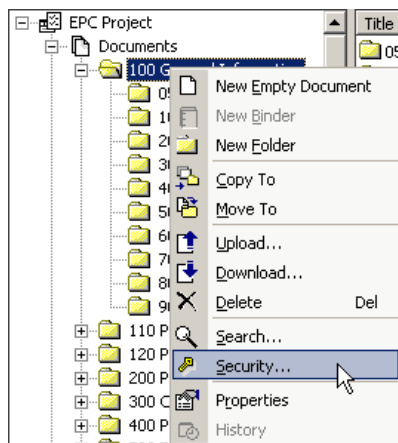 EPC Project
Title
Documents
05
100 G
New Empty Document
New Binder
New Folder
Copy To
Move To
Upload...
Download...
Delete Del
110 P
Search...
120 P
Security...
200 P
300 C
Properties
400 P
History